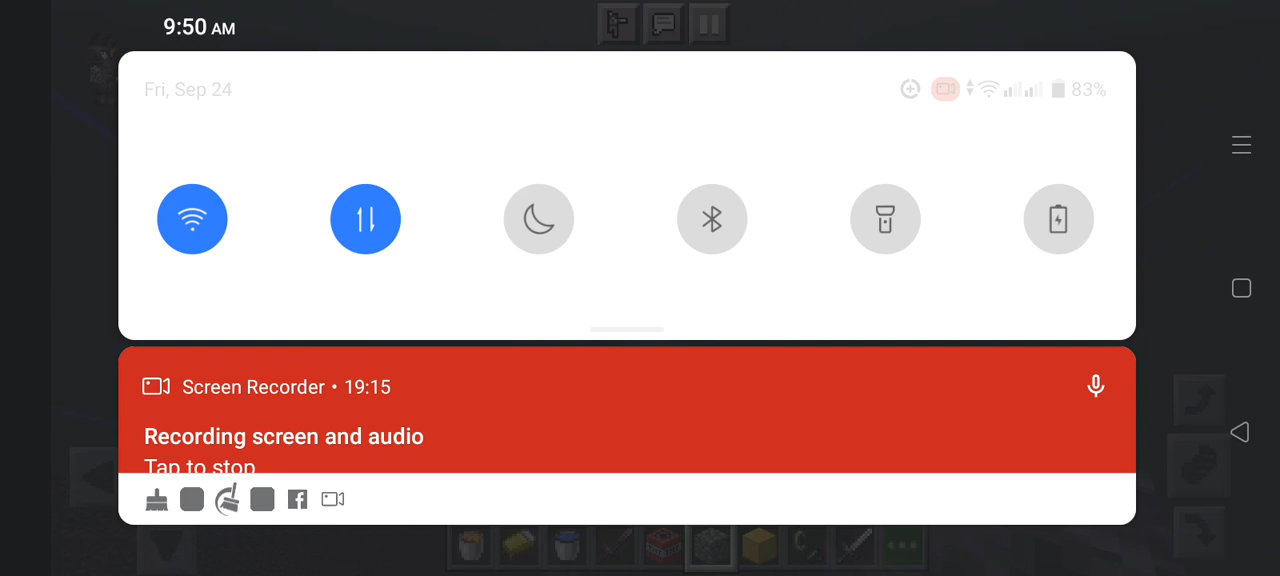 9:50 AM
Fri, Sep 24
83%
Screen Recorder • 19:15
Recording screen and audio
Tap to stop